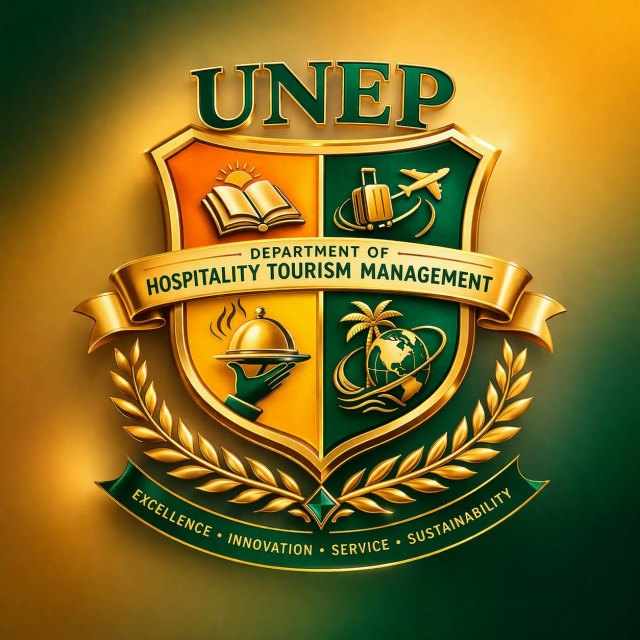 UNEP
DEPARTMENT OF
HOSPITALITY TOURISM MANAGEMENT
EXCELLENCE • INNOVATION • SERVICE • SUSTAINABILITY